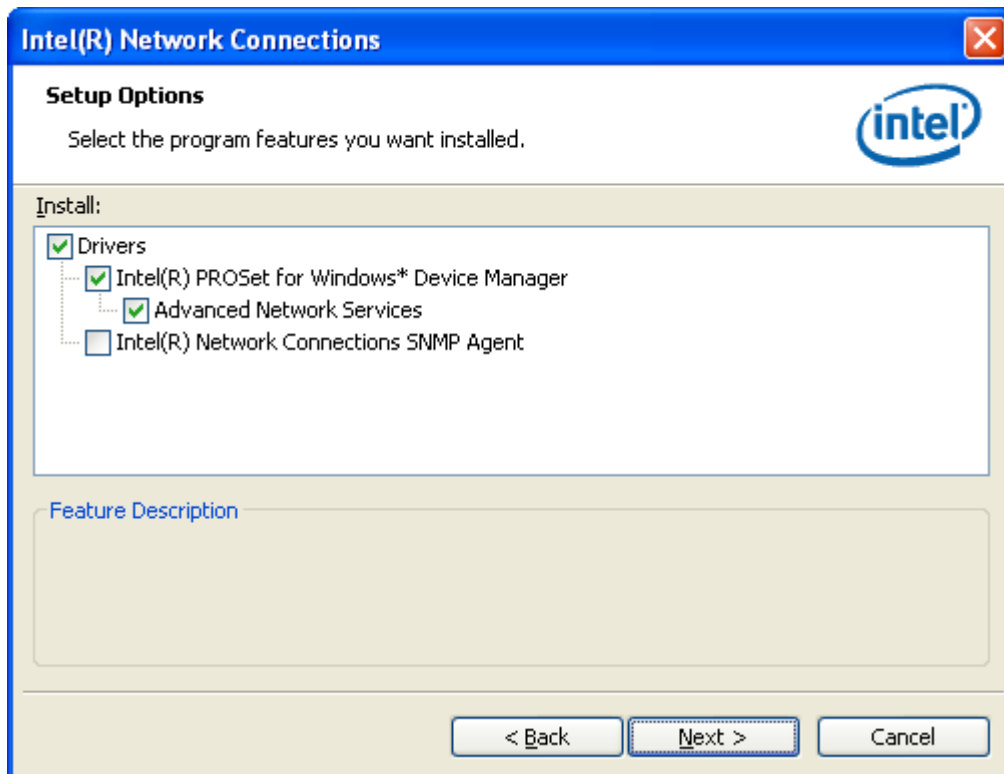 Intel(R) Network Connections
Setup Options
Select the program features you want installed.
intel
Install:
Drivers
Intel(R) PROSet for Windows* Device Manager
Advanced Network Services
Intel(R) Network Connections SNMP Agent
Feature Description
< Back Next > Cancel